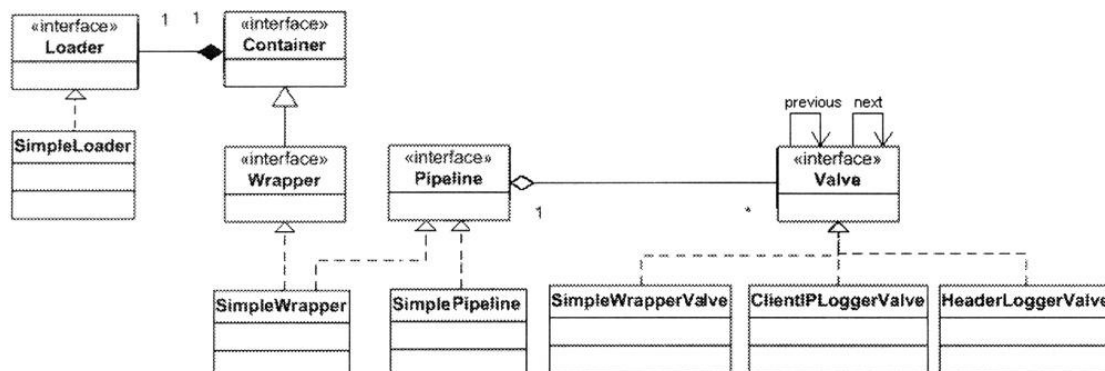 1 1
«interface»
Loader
«interface»
Container
previous next
SimpleLoader
«interface»
Wrapper
«interface»
Pipeline
«interface»
Valve
1
*
SimpleWrapper
SimplePipeline
SimpleWrapperValve
ClientIPLoggerValve
HeaderLoggerValve